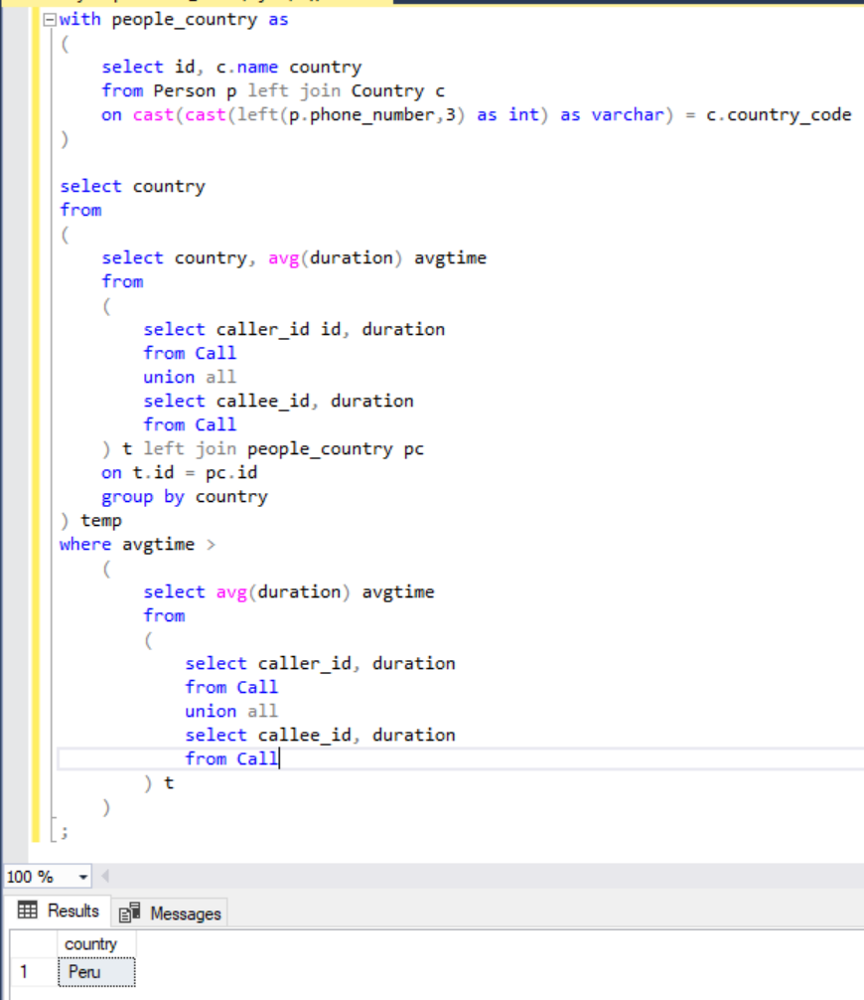 with people_country as
(
select id, c.name country
from Person p left join Country c
on cast(cast(left(p.phone_number,3) as int) as varchar) = c.country_code
)
select country
from
(
select country, avg(duration) avgtime
from
(
select caller_id id, duration
from Call
union all
select callee_id, duration
from Call
) t left join people_country pc
on t.id = pc.id
group by country
) temp
where avgtime >
(
select avg(duration) avgtime
from
(
select caller_id, duration
from Call
union all
select callee_id, duration
from Call
) t
)
;
100 %
Results Messages
country
1 Peru